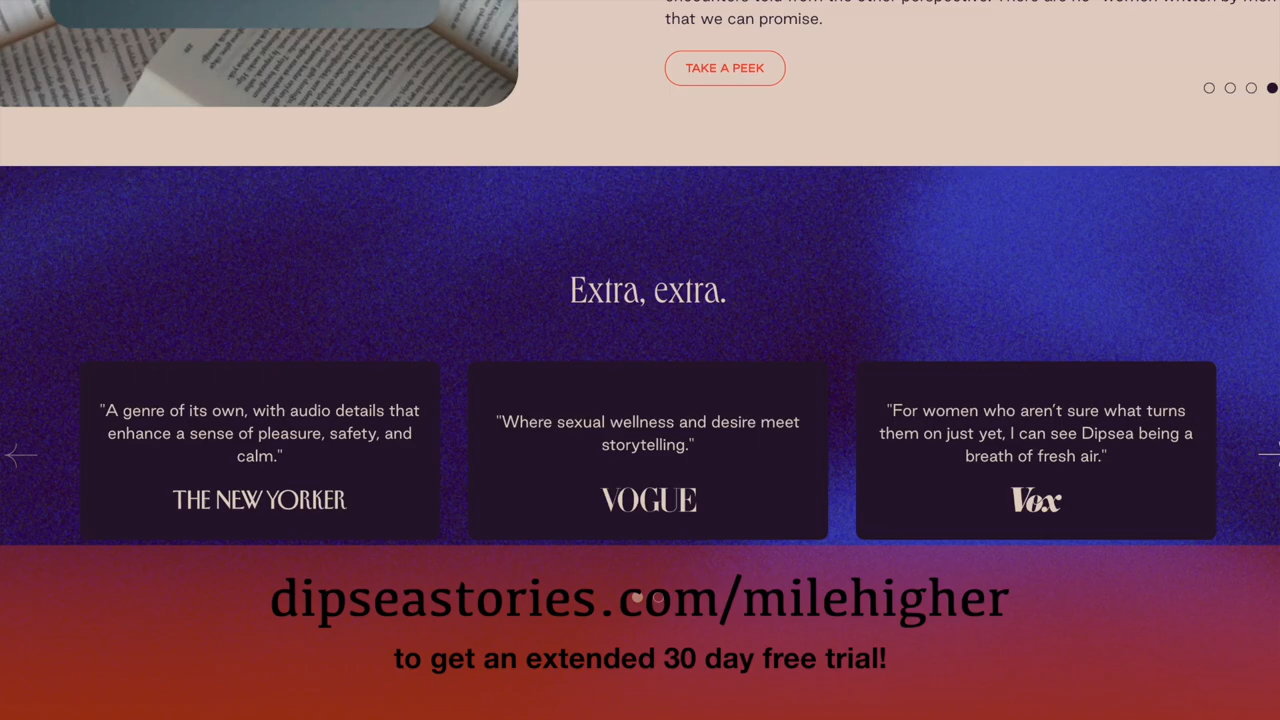 that we can promise.
TAKE A PEEK
Extra, extra.
"A genre of its own, with audio details that
enhance a sense of pleasure, safety, and
calm."
THE NEW YORKER
"Where sexual wellness and desire meet
storytelling."
VOGUE
"For women who aren’t sure what turns
them on just yet, I can see Dipsea being a
breath of fresh air."
Vox
dipseastories.com/milehigher
to get an extended 30 day free trial!